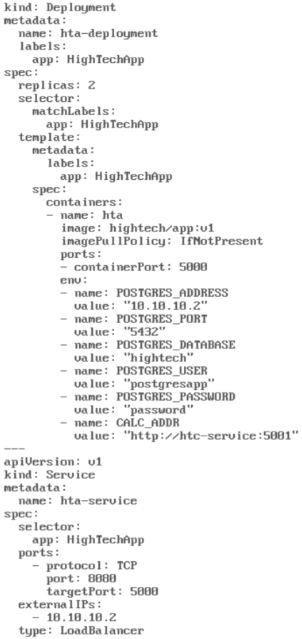 kind: Deployment
metadata:
  name: hta-deployment
  labels:
    app: HighTechApp
spec:
  replicas: 2
  selector:
    matchLabels:
      app: HighTechApp
  template:
    metadata:
      labels:
        app: HighTechApp
    spec:
      containers:
      - name: hta
        image: hightech/app:v1
        imagePullPolicy: IfNotPresent
        ports:
        - containerPort: 5000
        env:
        - name: POSTGRES_ADDRESS
          value: "10.10.10.2"
        - name: POSTGRES_PORT
          value: "5432"
        - name: POSTGRES_DATABASE
          value: "hightech"
        - name: POSTGRES_USER
          value: "postgresapp"
        - name: POSTGRES_PASSWORD
          value: "password"
        - name: CALC_ADDR
          value: "http://htc-service:5001"
---
apiVersion: v1
kind: Service
metadata:
  name: hta-service
spec:
  selector:
    app: HighTechApp
  ports:
    - protocol: TCP
      port: 8080
      targetPort: 5000
  externalIPs:
    - 10.10.10.2
  type: LoadBalancer